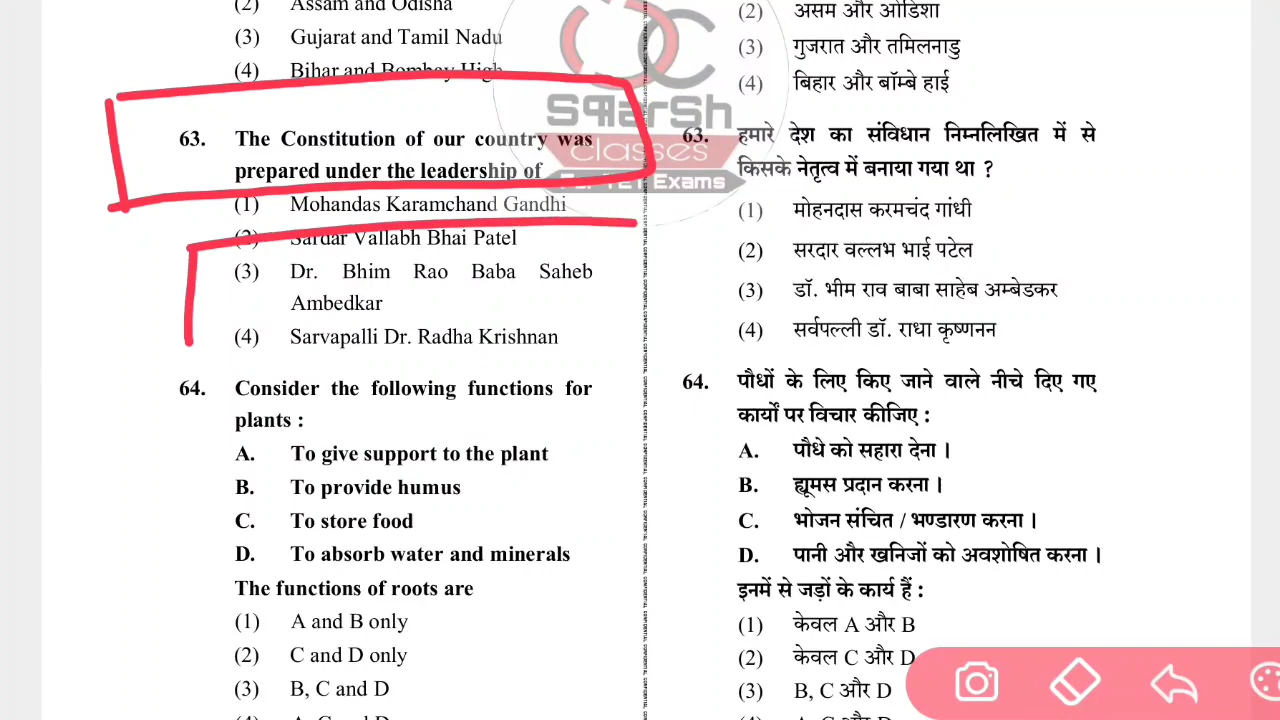 (2) Assam and Odisha
(3) Gujarat and Tamil Nadu
(4) Bihar and Bombay High
63. The Constitution of our country was
prepared under the leadership of
(1) Mohandas Karamchand Gandhi
(2) Sardar Vallabh Bhai Patel
(3) Dr. Bhim Rao Baba Saheb
Ambedkar
(4) Sarvapalli Dr. Radha Krishnan
64. Consider the following functions for
plants :
A. To give support to the plant
B. To provide humus
C. To store food
D. To absorb water and minerals
The functions of roots are
(1) A and B only
(2) C and D only
(3) B, C and D
(4) A, C and D
(2) असम और ओडिशा
(3) गुजरात और तमिलनाडु
(4) बिहार और बॉम्बे हाई
63. हमारे देश का संविधान निम्नलिखित में से
किसके नेतृत्व में बनाया गया था ?
(1) मोहनदास करमचंद गांधी
(2) सरदार वल्लभ भाई पटेल
(3) डॉ. भीम राव बाबा साहेब अम्बेडकर
(4) सर्वपल्ली डॉ. राधा कृष्णनन
64. पौधों के लिए किए जाने वाले नीचे दिए गए
कार्यों पर विचार कीजिए :
A. पौधे को सहारा देना ।
B. ह्यूमस प्रदान करना ।
C. भोजन संचित / भण्डारण करना ।
D. पानी और खनिजों को अवशोषित करना ।
इनमें से जड़ों के कार्य हैं :
(1) केवल A और B
(2) केवल C और D
(3) B, C और D
(4) A, C और D
classes
For TET Exams